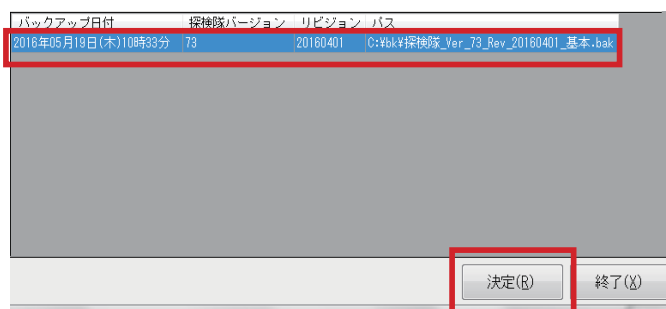 バックアップ日付 探検隊バージョン リビジョン パス
2016年05月19日(木)10時33分 73 20160401 C:¥bk¥探検隊_Ver_73_Rev_20160401_基本.bak
決定(R) 終了(X)